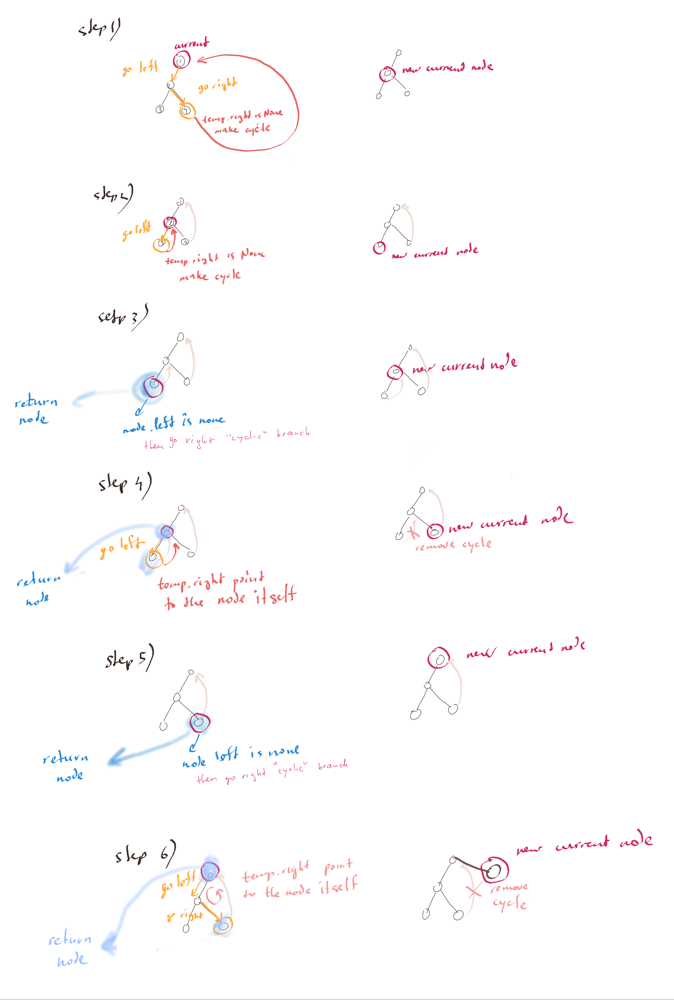 step 1)
current
go left
go right
temp.right is None
make cycle
new current node
step 2)
go left
temp.right is None
make cycle
new current node
setp 3)
new current node
return
node
node.left is none
then go right "cyclic" branch
step 4)
go left
new current node
remove cycle
return
node
temp.right point
to the node itself
step 5)
new current node
return
node
node left is none
then go right "cyclic" branch
step 6)
go left
go right
temp.right point
to the node itself
new current node
remove
cycle
return
node